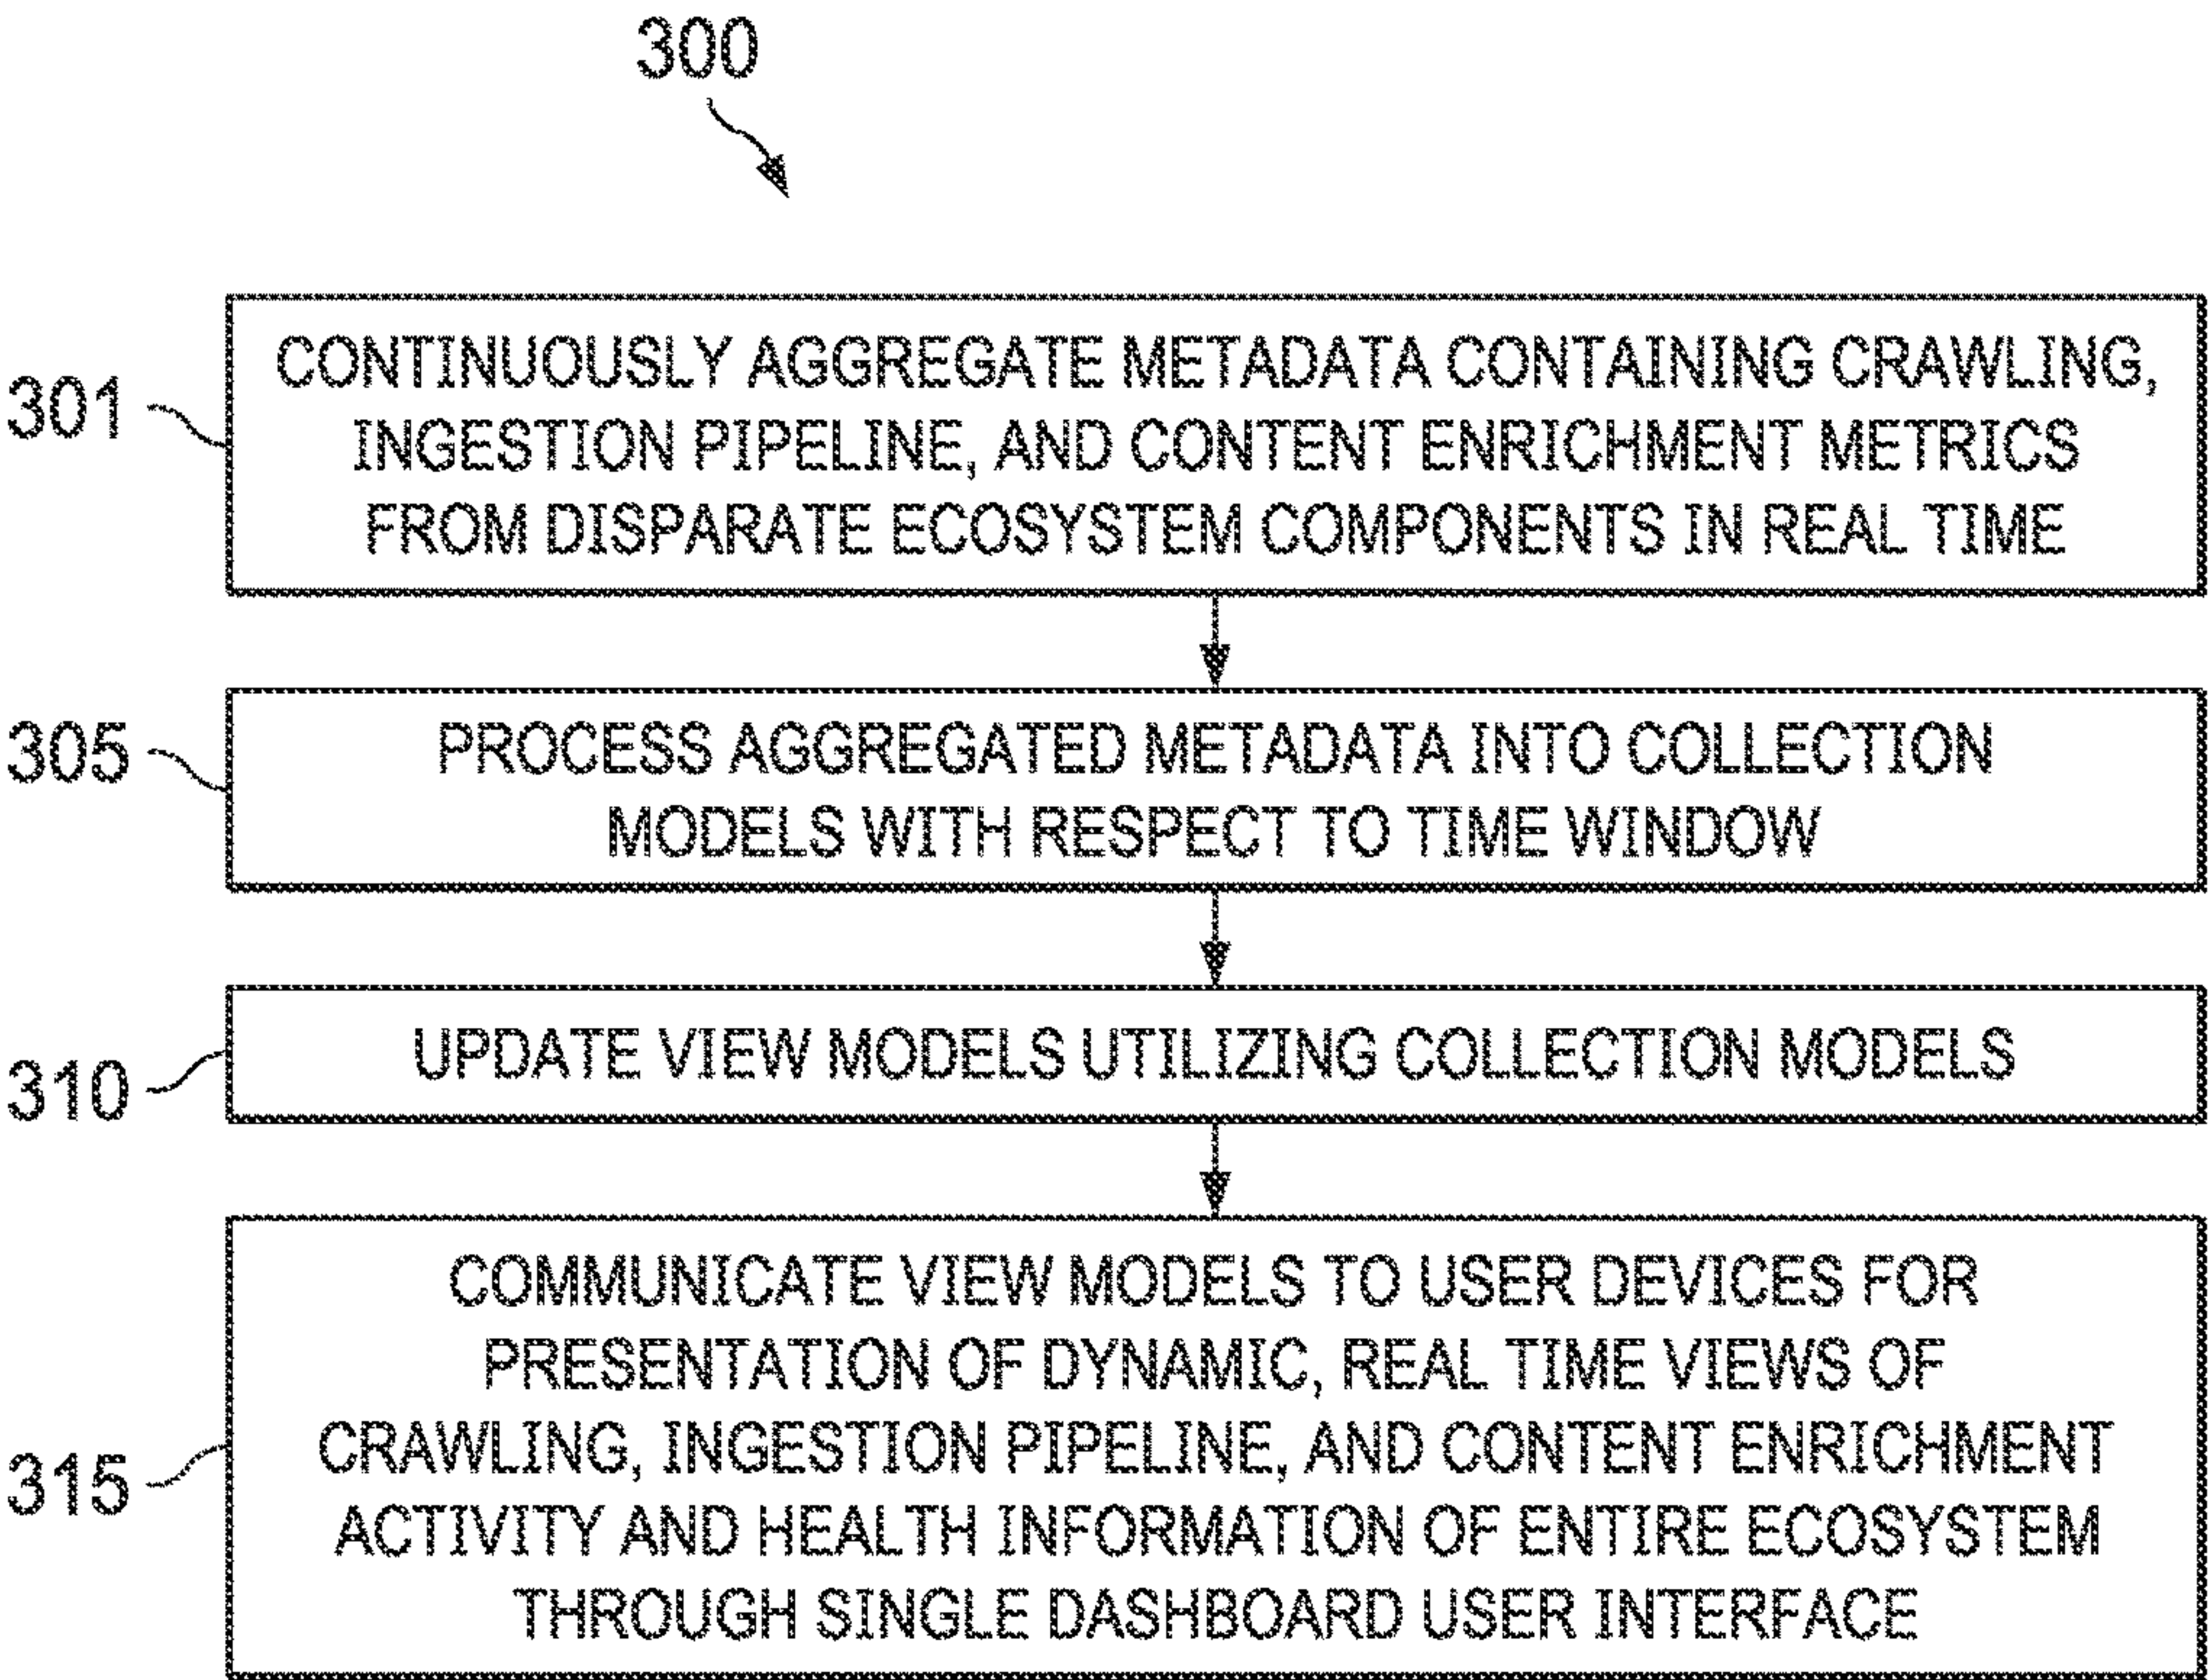 300
301
CONTINUOUSLY AGGREGATE METADATA CONTAINING CRAWLING,
INGESTION PIPELINE, AND CONTENT ENRICHMENT METRICS
FROM DISPARATE ECOSYSTEM COMPONENTS IN REAL TIME
305
PROCESS AGGREGATED METADATA INTO COLLECTION
MODELS WITH RESPECT TO TIME WINDOW
310
UPDATE VIEW MODELS UTILIZING COLLECTION MODELS
315
COMMUNICATE VIEW MODELS TO USER DEVICES FOR
PRESENTATION OF DYNAMIC, REAL TIME VIEWS OF
CRAWLING, INGESTION PIPELINE, AND CONTENT ENRICHMENT
ACTIVITY AND HEALTH INFORMATION OF ENTIRE ECOSYSTEM
THROUGH SINGLE DASHBOARD USER INTERFACE